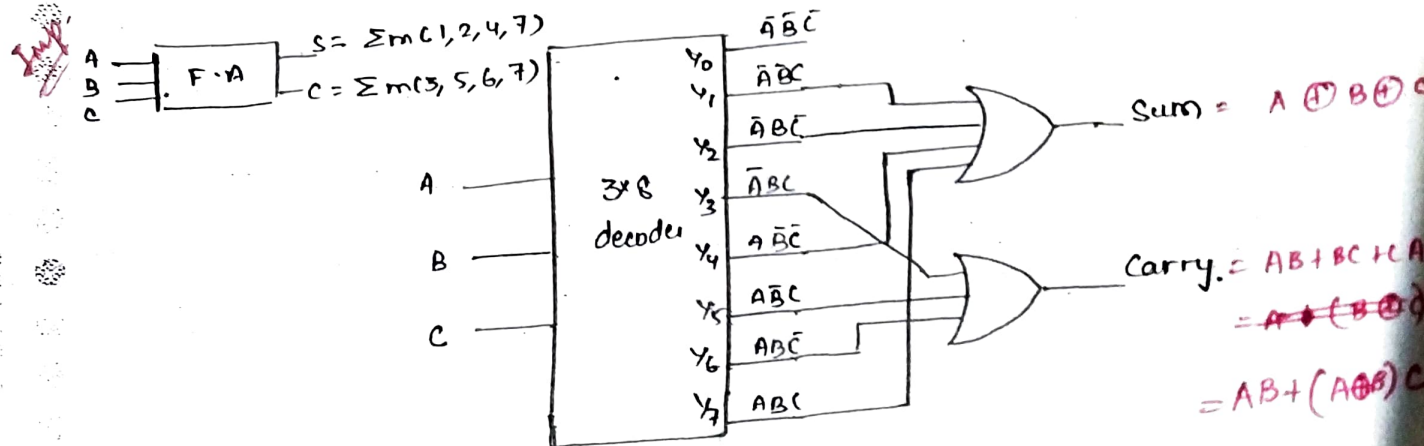 Imp
A
B
C
F.A
S = Σm(1,2,4,7)
C = Σm(3,5,6,7)
A
B
C
3×8
decoder
Y0 ĀB̄C̄
Y1 ĀB̄C
Y2 ĀBC̄
Y3 ĀBC
Y4 AB̄C̄
Y5 AB̄C
Y6 ABC̄
Y7 ABC
Sum = A ⊕ B ⊕ C
Carry. = AB + BC + CA
= AB + (A⊕B) C